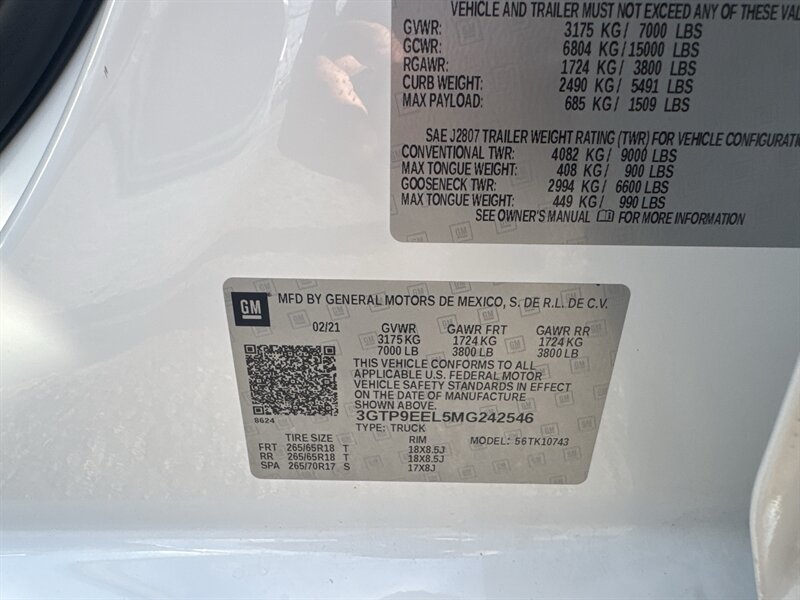 VEHICLE AND TRAILER MUST NOT EXCEED ANY OF THESE VAL
GVWR: 3175 KG/ 7000 LBS
GCWR: 6804 KG/15000 LBS
RGAWR: 1724 KG/ 3800 LBS
CURB WEIGHT: 2490 KG/ 5491 LBS
MAX PAYLOAD: 685 KG/ 1509 LBS
SAE J2807 TRAILER WEIGHT RATING (TWR) FOR VEHICLE CONFIGURATI
CONVENTIONAL TWR: 4082 KG/ 9000 LBS
MAX TONGUE WEIGHT: 408 KG/ 900 LBS
GOOSENECK TWR: 2994 KG/ 6600 LBS
MAX TONGUE WEIGHT: 449 KG/ 990 LBS
SEE OWNER'S MANUAL FOR MORE INFORMATION
GM MFD BY GENERAL MOTORS DE MEXICO, S. DE R.L. DE C.V.
02/21 GVWR GAWR FRT GAWR RR
3175 KG 1724 KG 1724 KG
7000 LB 3800 LB 3800 LB
THIS VEHICLE CONFORMS TO ALL
APPLICABLE U.S. FEDERAL MOTOR
VEHICLE SAFETY STANDARDS IN EFFECT
ON THE DATE OF MANUFACTURE
SHOWN ABOVE.
8624 3GTP9EEL5MG242546
TYPE: TRUCK
TIRE SIZE RIM MODEL: 56TK10743
FRT 265/65R18 T 18X8.5J
RR 265/65R18 T 18X8.5J
SPA 265/70R17 S 17X8J